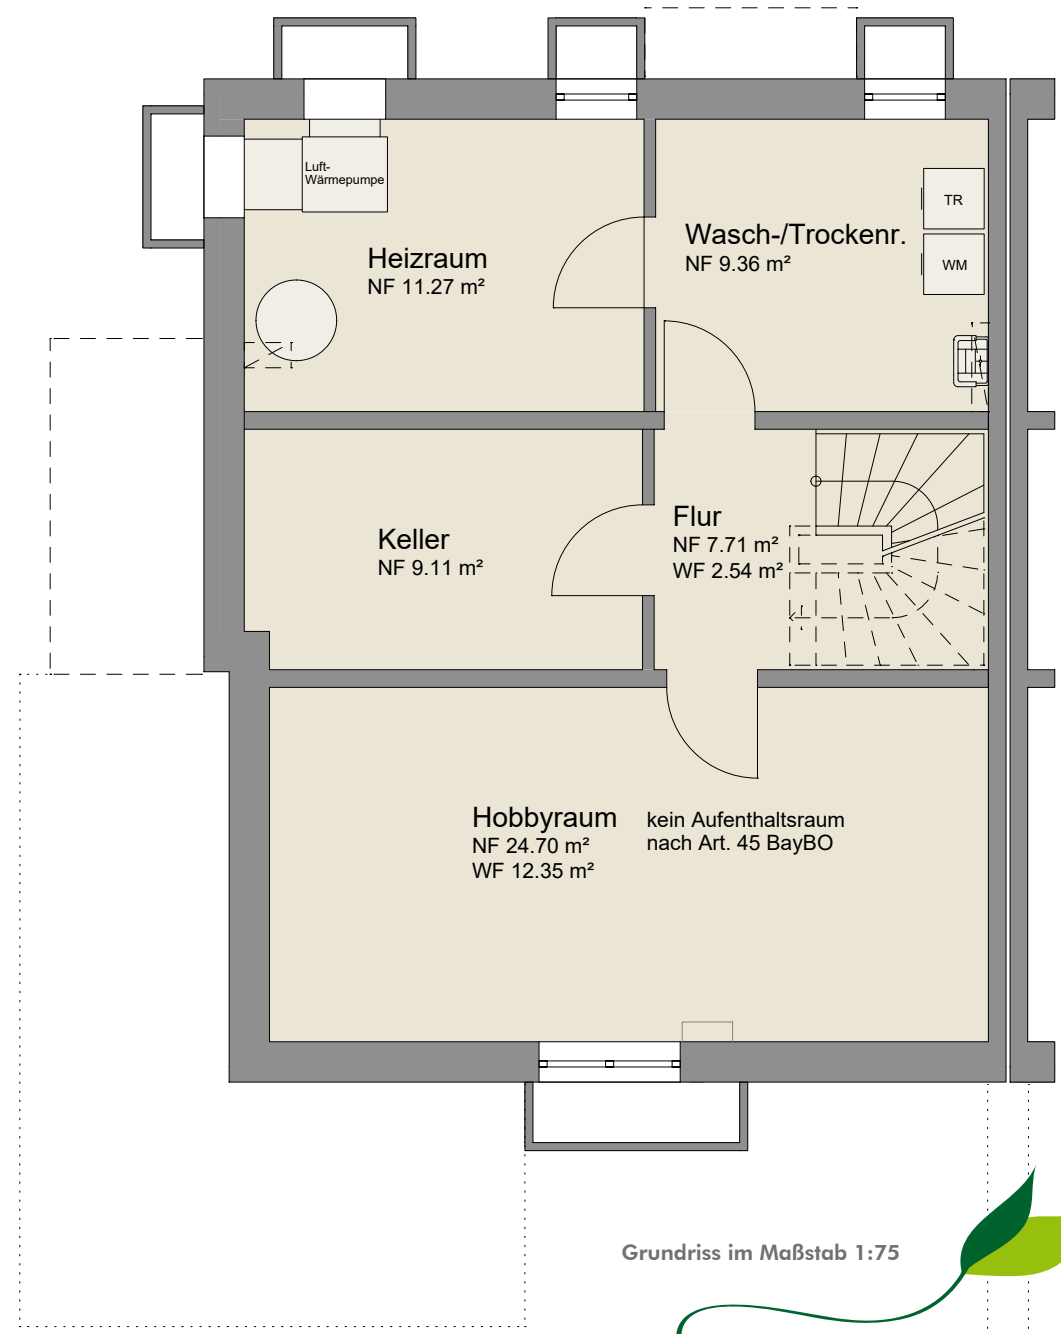 Luft-
Wärmepumpe
Heizraum
NF 11.27 m²
Wasch-/Trockenr.
NF 9.36 m²
TR
WM
Keller
NF 9.11 m²
Flur
NF 7.71 m²
WF 2.54 m²
Hobbyraum
NF 24.70 m²
WF 12.35 m²
kein Aufenthaltsraum
nach Art. 45 BayBO
Grundriss im Maßstab 1:75